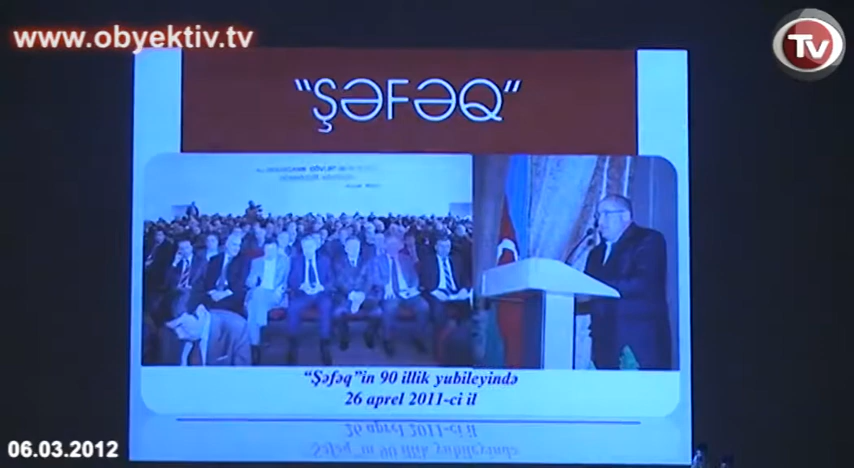 www.obyektiv.tv
TV
"ŞƏFƏQ"
"Şəfəq"in 90 illik yubileyində
26 aprel 2011-ci il
06.03.2012